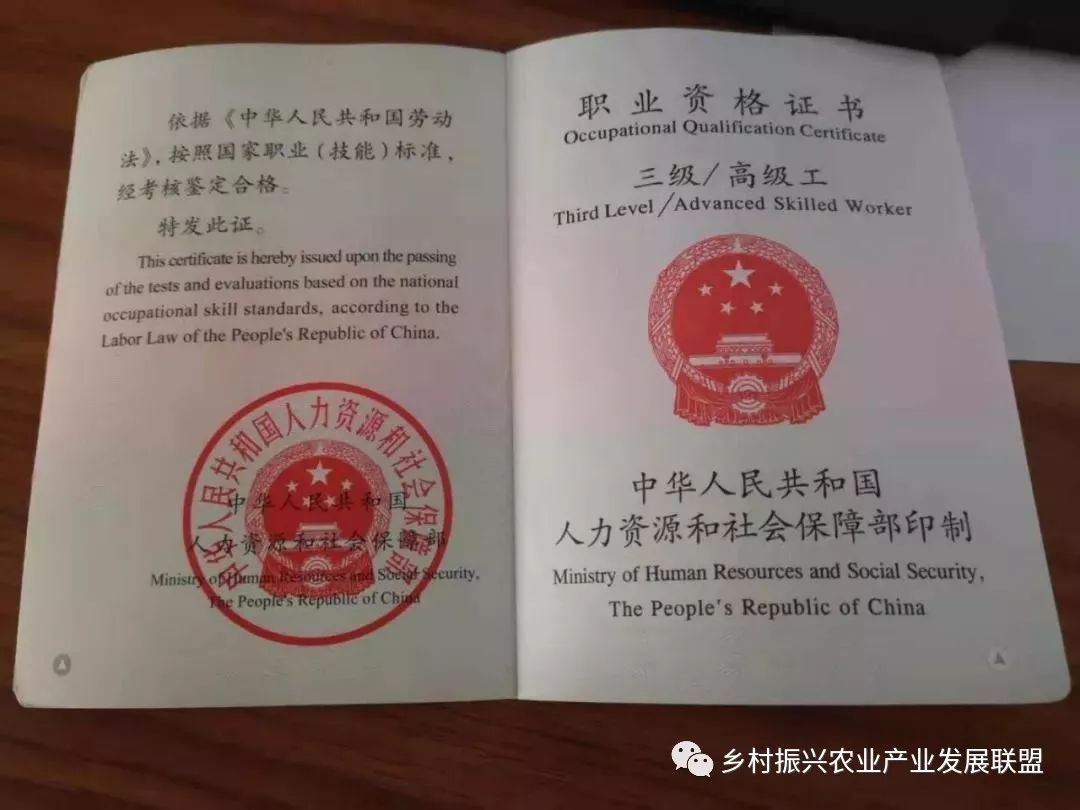 依据《中华人民共和国劳动
法》，按照国家职业（技能）标准，
经考核鉴定合格。
特发此证。
This certificate is hereby issued upon the passing
of the tests and evaluations based on the national
occupational skill standards, according to the
Labor Law of the People's Republic of China.
中华人民共和国人力资源和社会保障部
中华人民共和国
人力资源和社会保障部
Ministry of Human Resources and Social Security,
The People's Republic of China
职业资格证书
Occupational Qualification Certificate
三级/高级工
Third Level/Advanced Skilled Worker
中华人民共和国
人力资源和社会保障部印制
Ministry of Human Resources and Social Security,
The People's Republic of China
乡村振兴农业产业发展联盟